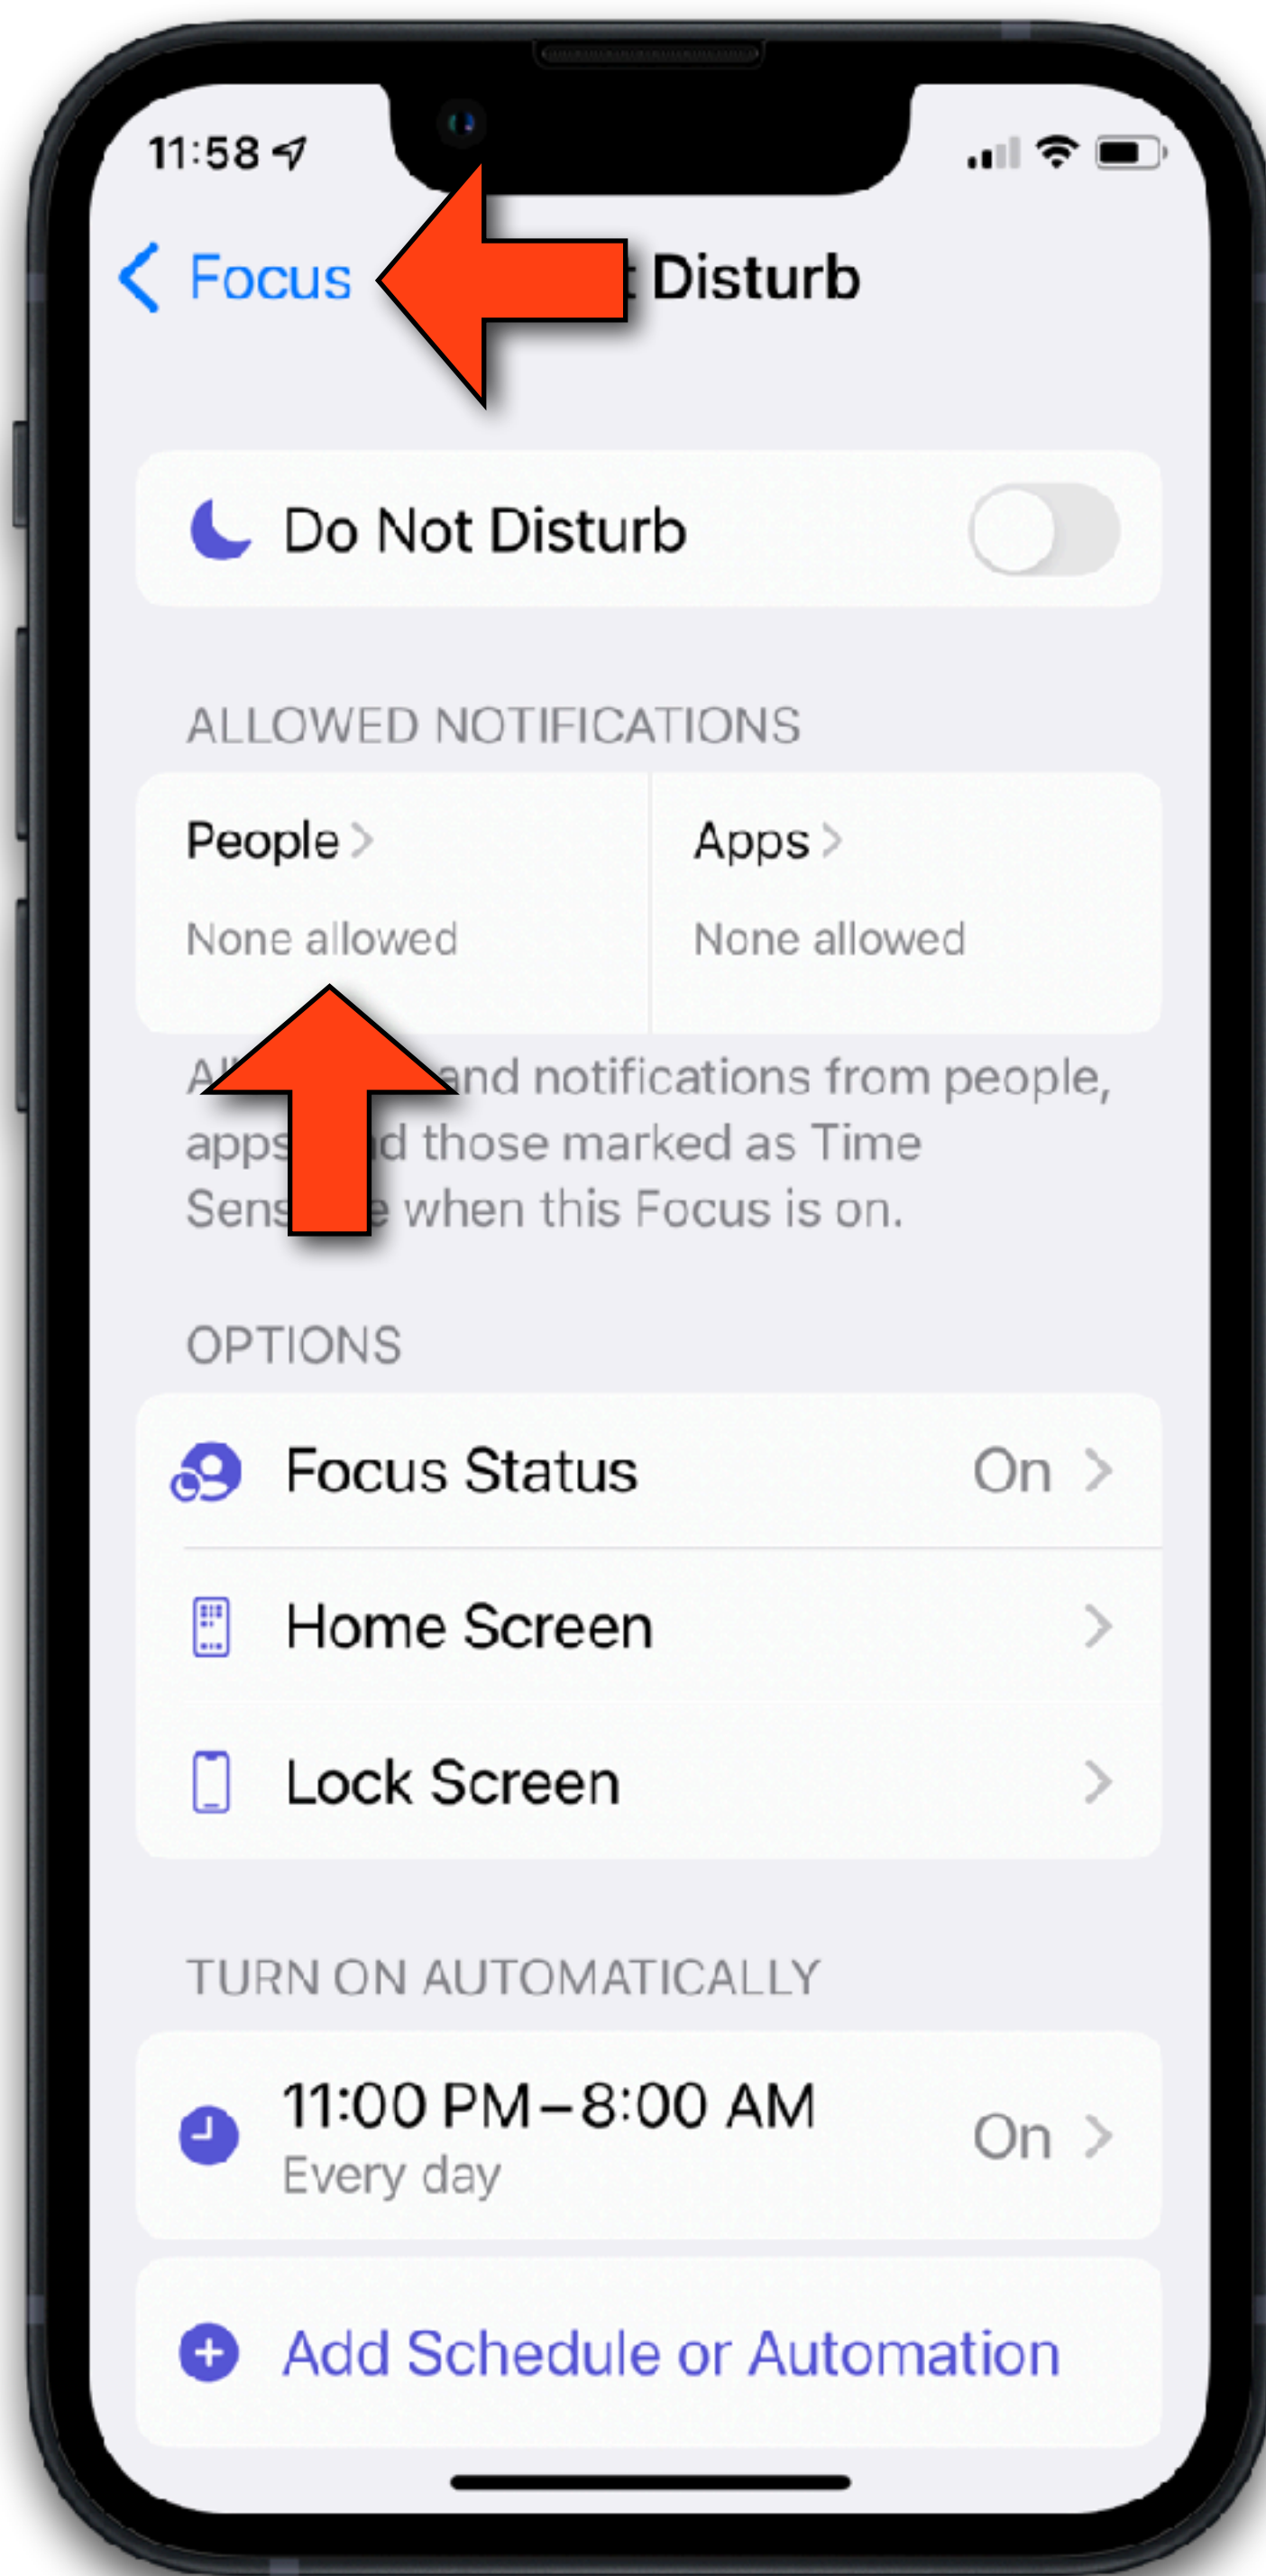 11:58
Focus
Disturb
Do Not Disturb
ALLOWED NOTIFICATIONS
People
Apps
None allowed
None allowed
and notifications from people,
those marked as Time
when this Focus is on.
OPTIONS
Focus Status On
Home Screen
Lock Screen
TURN ON AUTOMATICALLY
11:00 PM–8:00 AM
On
Every day
Add Schedule or Automation